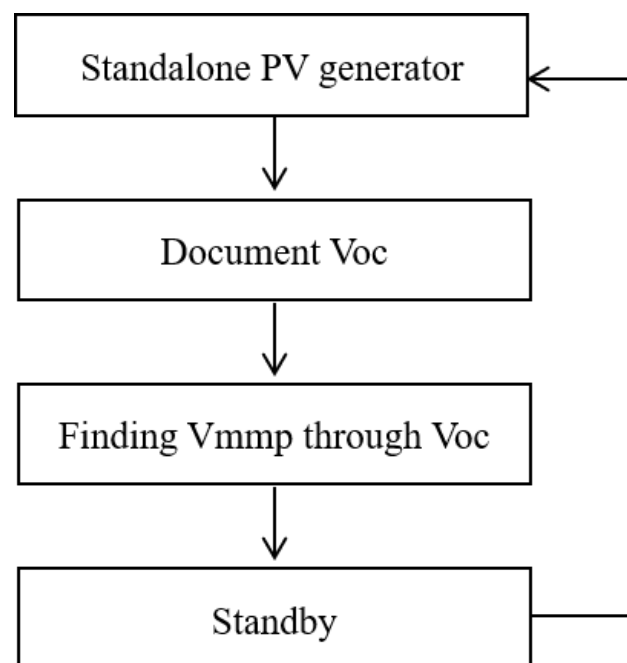 Standalone PV generator
Document Voc
Finding Vmmp through Voc
Standby